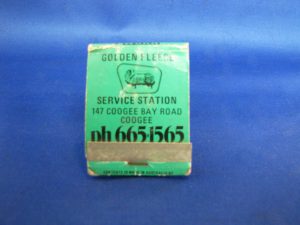 GOLDEN FLEECE
SERVICE STATION
147 COOGEE BAY ROAD
COOGEE
ph 665·1565